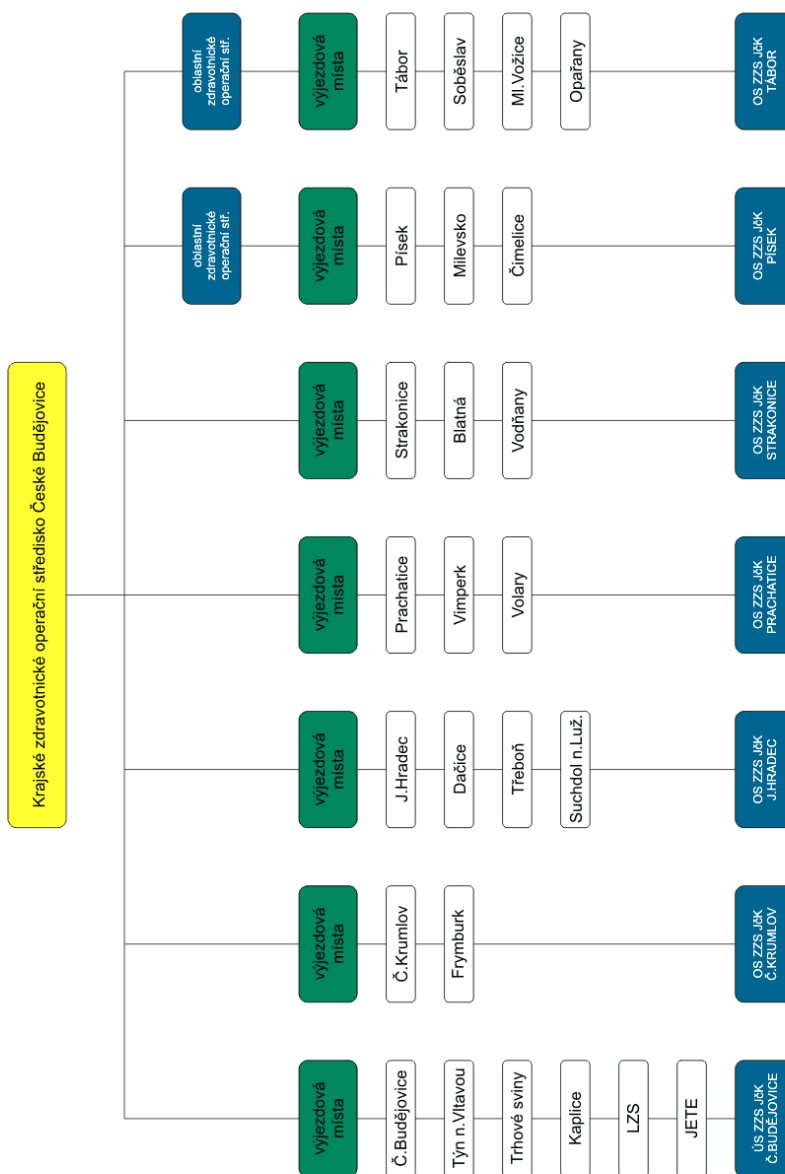 Krajské zdravotnické operační středisko České Budějovice
oblastní
zdravotnické
operační stř.
oblastní
zdravotnické
operační stř.
výjezdová
místa
výjezdová
místa
výjezdová
místa
výjezdová
místa
výjezdová
místa
výjezdová
místa
výjezdová
místa
Č.Budějovice
Č.Krumlov
J.Hradec
Prachatice
Strakonice
Písek
Tábor
Týn n.Vltavou
Frymburk
Dačice
Vimperk
Blatná
Milevsko
Soběslav
Trhové sviny
Třeboň
Volary
Vodňany
Čimelice
Ml.Vožice
Kaplice
Suchdol n.Luž.
Opařany
LZS
JETE
ÚS ZZS JčK
Č.BUDĚJOVICE
OS ZZS JčK
Č.KRUMLOV
OS ZZS JčK
J.HRADEC
OS ZZS JčK
PRACHATICE
OS ZZS JčK
STRAKONICE
OS ZZS JčK
PÍSEK
OS ZZS JčK
TÁBOR